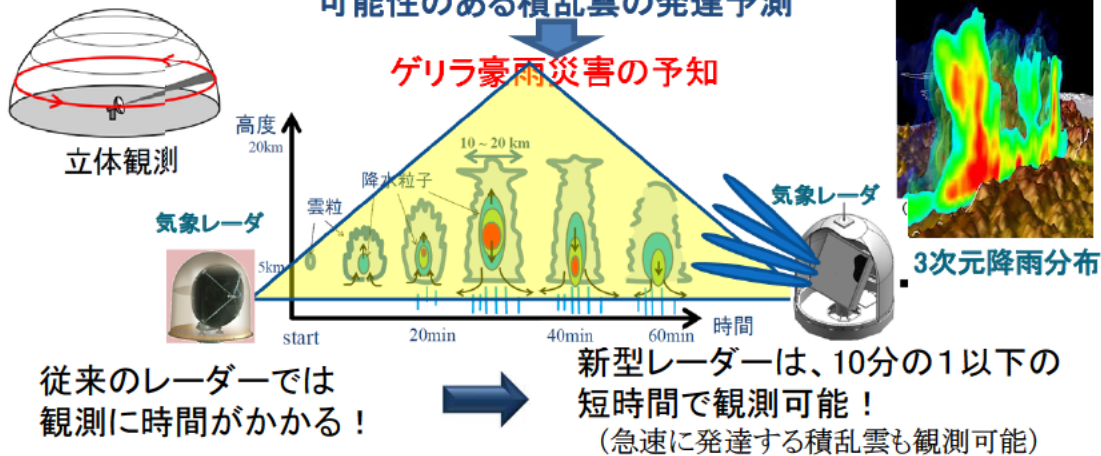 可能性のある積乱雲の発達予測
ゲリラ豪雨災害の予知
立体観測
高度
20km
10～20 km
降水粒子
雲粒
気象レーダ
5km
気象レーダ
3次元降雨分布
start
20min
40min
60min
時間
従来のレーダーでは
観測に時間がかかる！
新型レーダーは、10分の１以下の
短時間で観測可能！
（急速に発達する積乱雲も観測可能）